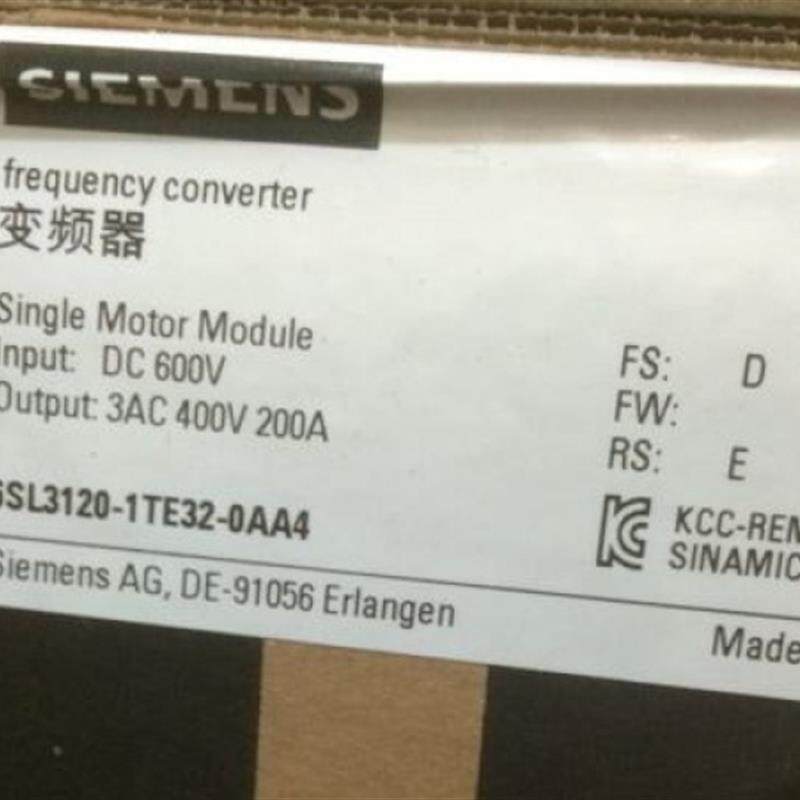 SIEMENS
frequency converter
变频器
Single Motor Module
Input: DC 600V
Output: 3AC 400V 200A
FS: D
FW:
RS: E
6SL3120-1TE32-0AA4
KCC-REM
SINAMIC
Siemens AG, DE-91056 Erlangen
Made